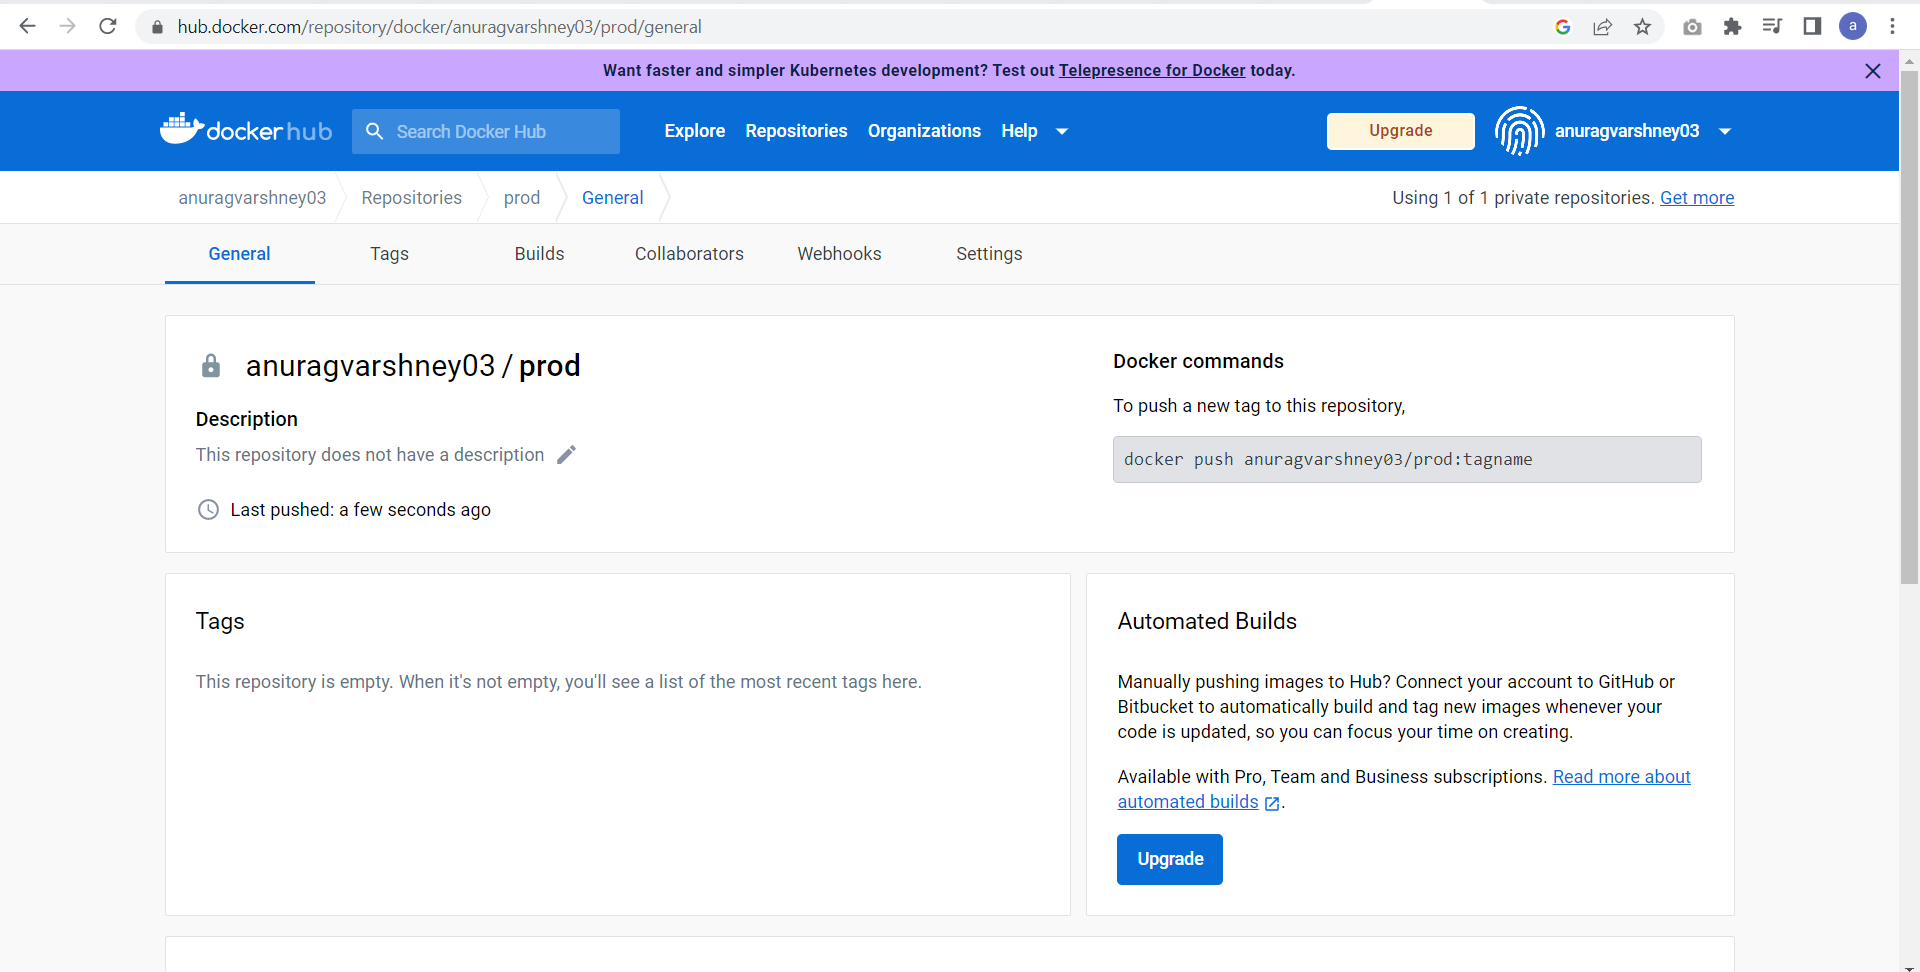 hub.docker.com/repository/docker/anuragvarshney03/prod/general
a
Want faster and simpler Kubernetes development? Test out Telepresence for Docker today.
docker hub
Search Docker Hub
Explore
Repositories
Organizations
Help
Upgrade
anuragvarshney03
anuragvarshney03
Repositories
prod
General
Using 1 of 1 private repositories. Get more
General
Tags
Builds
Collaborators
Webhooks
Settings
anuragvarshney03 / prod
Description
This repository does not have a description
Last pushed: a few seconds ago
Docker commands
To push a new tag to this repository,
docker push anuragvarshney03/prod:tagname
Tags
This repository is empty. When it's not empty, you'll see a list of the most recent tags here.
Automated Builds
Manually pushing images to Hub? Connect your account to GitHub or
Bitbucket to automatically build and tag new images whenever your
code is updated, so you can focus your time on creating.
Available with Pro, Team and Business subscriptions. Read more about
automated builds .
Upgrade